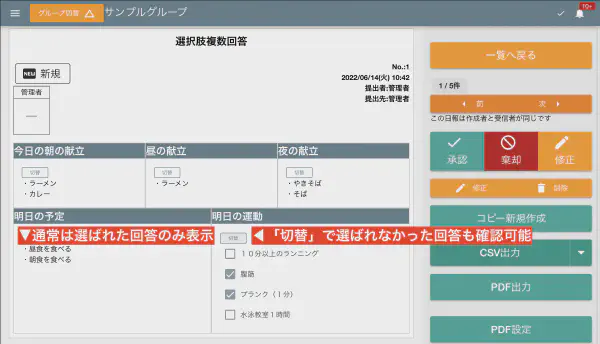 グループ回答
サンプルグループ
10+
選択肢複数回答
NEW 新規
No.:1
2022/06/14(火) 10:42
提出者:管理者
提出先:管理者
管理者
今日の朝の献立
昼の献立
夜の献立
切替
切替
切替
・ラーメン
・カレー
・ラーメン
・やきそば
・そば
明日の予定
明日の運動
▼通常は選ばれた回答のみ表示
切替
◀「切替」で選ばれなかった回答も確認可能
・昼食を食べる
・朝食を食べる
10分以上のランニング
腹筋
プランク(1分)
水泳教室1時間
一覧へ戻る
1 / 5件
前
次
この日報は作成者と受信者が同じです
承認
棄却
修正
修正
削除
コピー新規作成
CSV出力
PDF出力
PDF設定